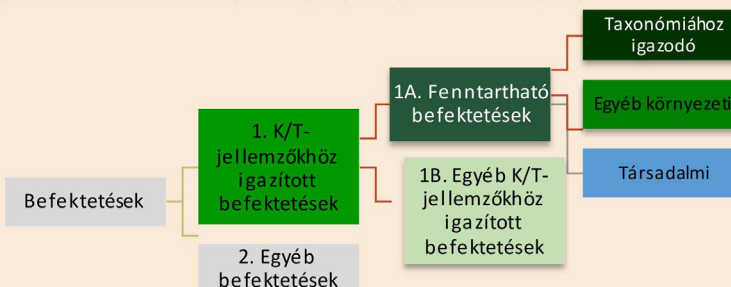 Befektetések
1. K/T-
jellemzőkhöz
igazított
befektetések
2. Egyéb
befektetések
1A. Fenntartható
befektetések
1B. Egyéb K/T-
jellemzőkhöz
igazított
befektetések
Taxonómiához
igazodó
Egyéb környezeti
Társadalmi